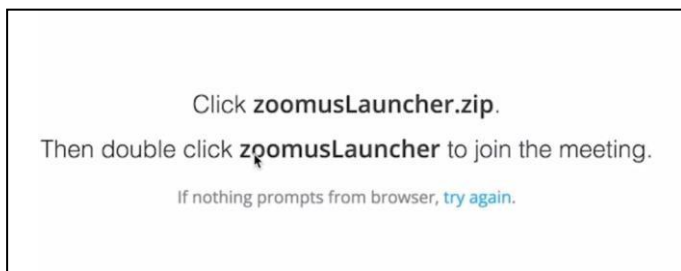 Click zoomusLauncher.zip.
Then double click zoomusLauncher to join the meeting.
If nothing prompts from browser, try again.